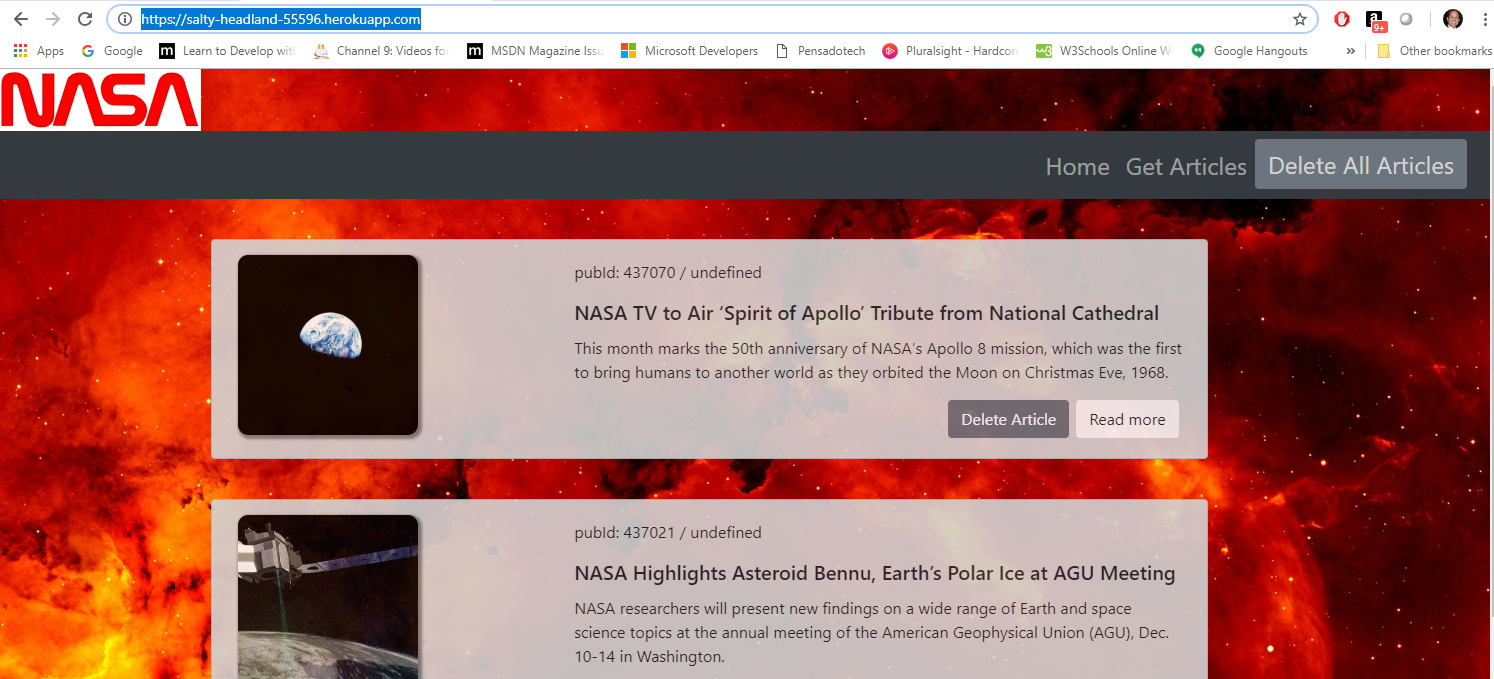 https://salty-headland-55596.herokuapp.com
a
9+
Apps
Google
m
Learn to Develop with
Channel 9: Videos for
m
MSDN Magazine Issu
Microsoft Developers
Pensadotech
Pluralsight - Hardcore
W3Schools Online W
Google Hangouts
»
Other bookmarks
NASA
Home
Get Articles
Delete All Articles
pubId: 437070 / undefined
NASA TV to Air ‘Spirit of Apollo’ Tribute from National Cathedral
This month marks the 50th anniversary of NASA’s Apollo 8 mission, which was the first
to bring humans to another world as they orbited the Moon on Christmas Eve, 1968.
Delete Article
Read more
pubId: 437021 / undefined
NASA Highlights Asteroid Bennu, Earth’s Polar Ice at AGU Meeting
NASA researchers will present new findings on a wide range of Earth and space
science topics at the annual meeting of the American Geophysical Union (AGU), Dec.
10-14 in Washington.